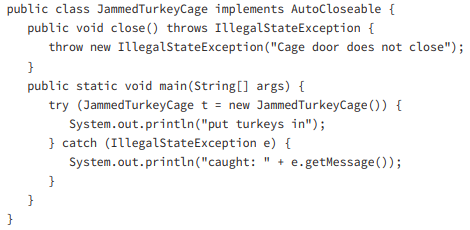 public class JammedTurkeyCage implements AutoCloseable {
   public void close() throws IllegalStateException {
      throw new IllegalStateException("Cage door does not close");
   }
   public static void main(String[] args) {
      try (JammedTurkeyCage t = new JammedTurkeyCage()) {
         System.out.println("put turkeys in");
      } catch (IllegalStateException e) {
         System.out.println("caught: " + e.getMessage());
      }
   }
}